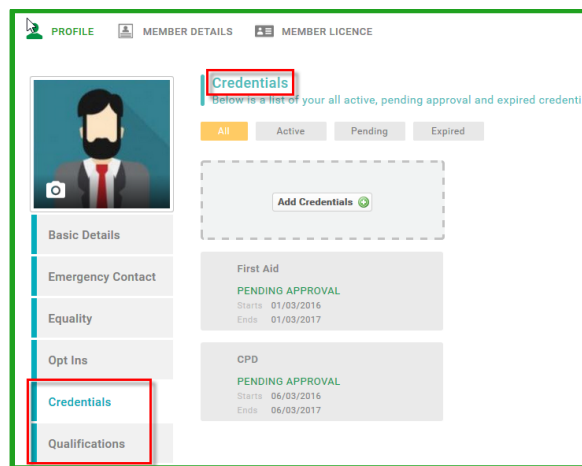 PROFILE MEMBER DETAILS MEMBER LICENCE
Credentials
Below is a list of your all active, pending approval and expired credenti
All Active Pending Expired
Add Credentials
Basic Details
Emergency Contact
Equality
Opt Ins
Credentials
Qualifications
First Aid
PENDING APPROVAL
Starts 01/03/2016
Ends 01/03/2017
CPD
PENDING APPROVAL
Starts 06/03/2016
Ends 06/03/2017